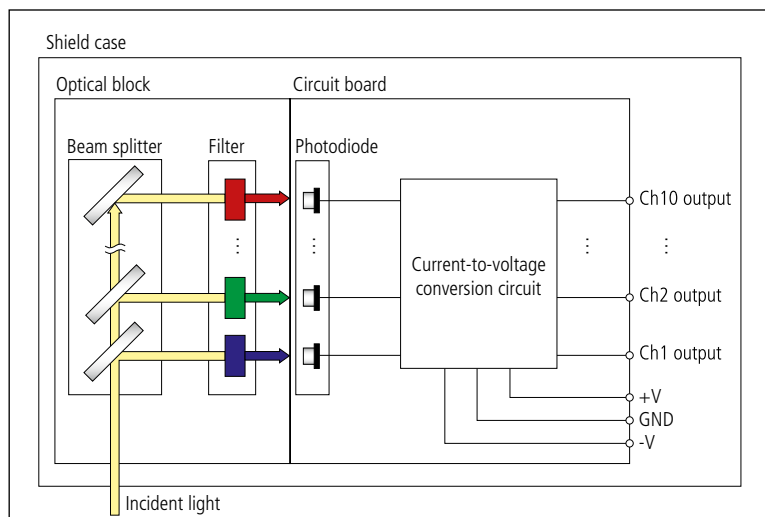 Shield case
Optical block
Circuit board
Beam splitter
Filter
Photodiode
Ch10 output
Current-to-voltage
conversion circuit
Ch2 output
Ch1 output
+V
GND
-V
Incident light